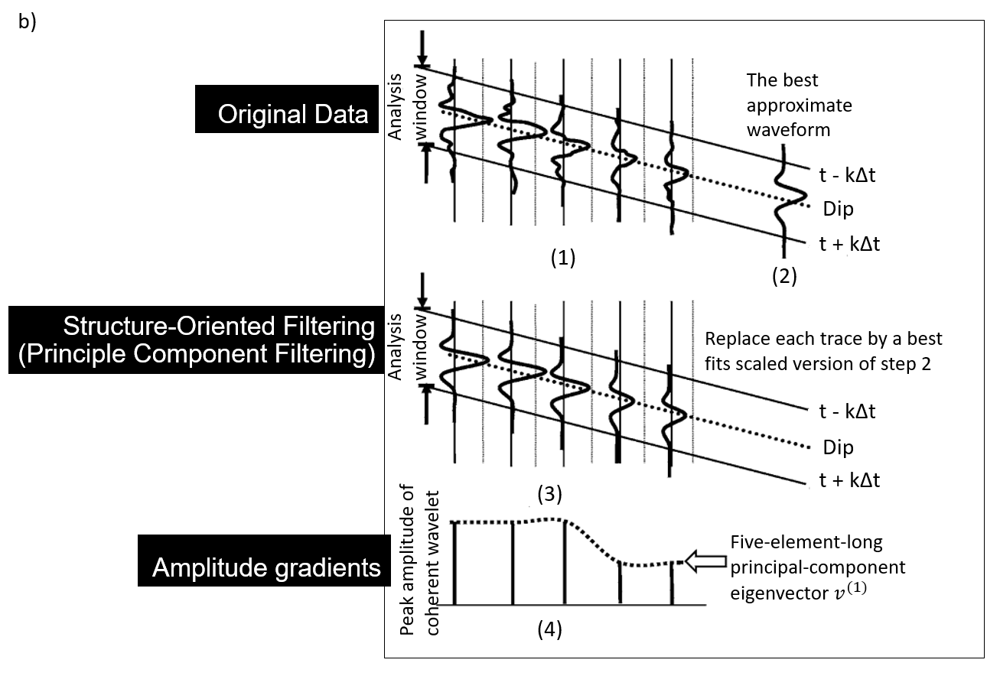 b)
Original Data
Analysis
window
The best
approximate
waveform
t - kΔt
Dip
t + kΔt
(1)
(2)
Structure-Oriented Filtering
(Principle Component Filtering)
Analysis
window
Replace each trace by a best
fits scaled version of step 2
t - kΔt
Dip
t + kΔt
(3)
Amplitude gradients
Peak amplitude of
coherent wavelet
Five-element-long
principal-component
eigenvector v⁽¹⁾
(4)